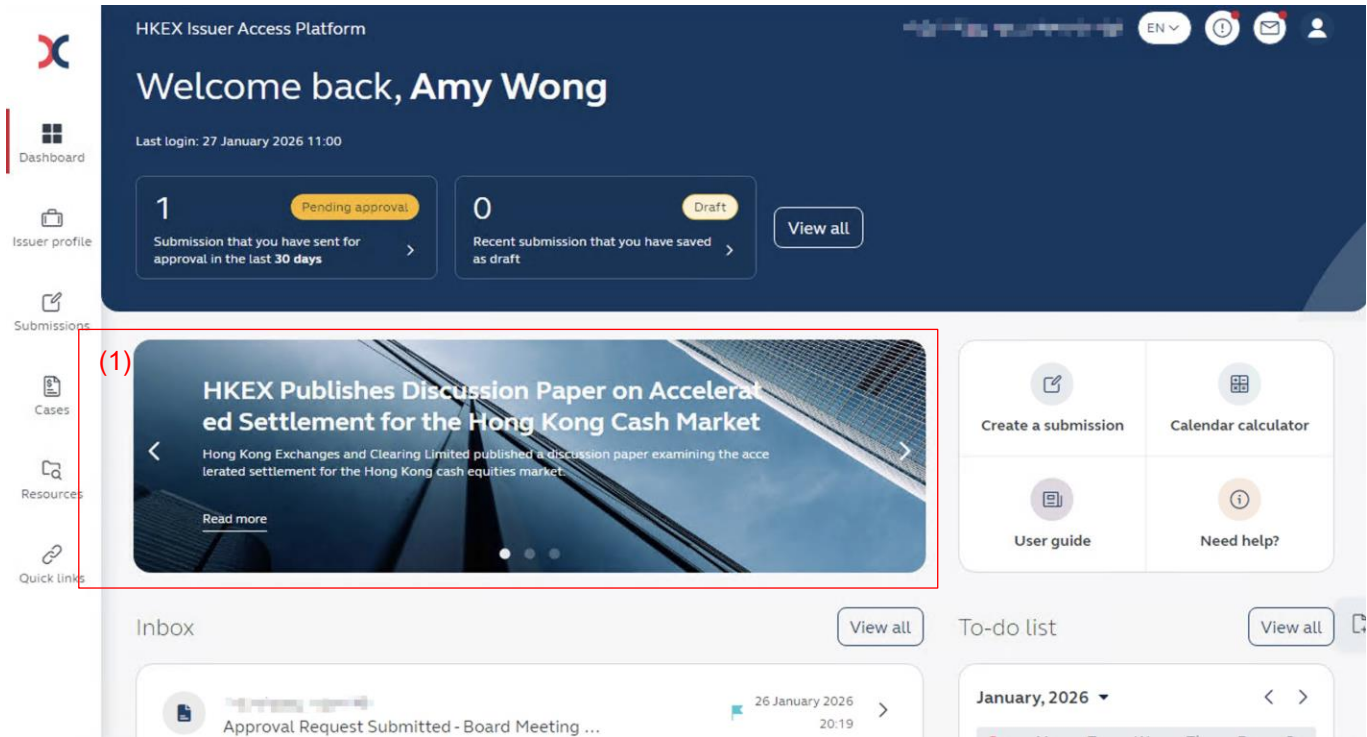 HKEX Issuer Access Platform
EN
Welcome back, Amy Wong
Last login: 27 January 2026 11:00
Dashboard
Issuer profile
Submissions
Cases
Resources
Quick links
1
Pending approval
Submission that you have sent for
approval in the last 30 days
0
Draft
Recent submission that you have saved
as draft
View all
(1)
HKEX Publishes Discussion Paper on Accelerat
ed Settlement for the Hong Kong Cash Market
Hong Kong Exchanges and Clearing Limited published a discussion paper examining the acce
lerated settlement for the Hong Kong cash equities market.
Read more
Create a submission
Calendar calculator
User guide
Need help?
Inbox
View all
To-do list
View all
Approval Request Submitted - Board Meeting ...
26 January 2026
20:19
January, 2026